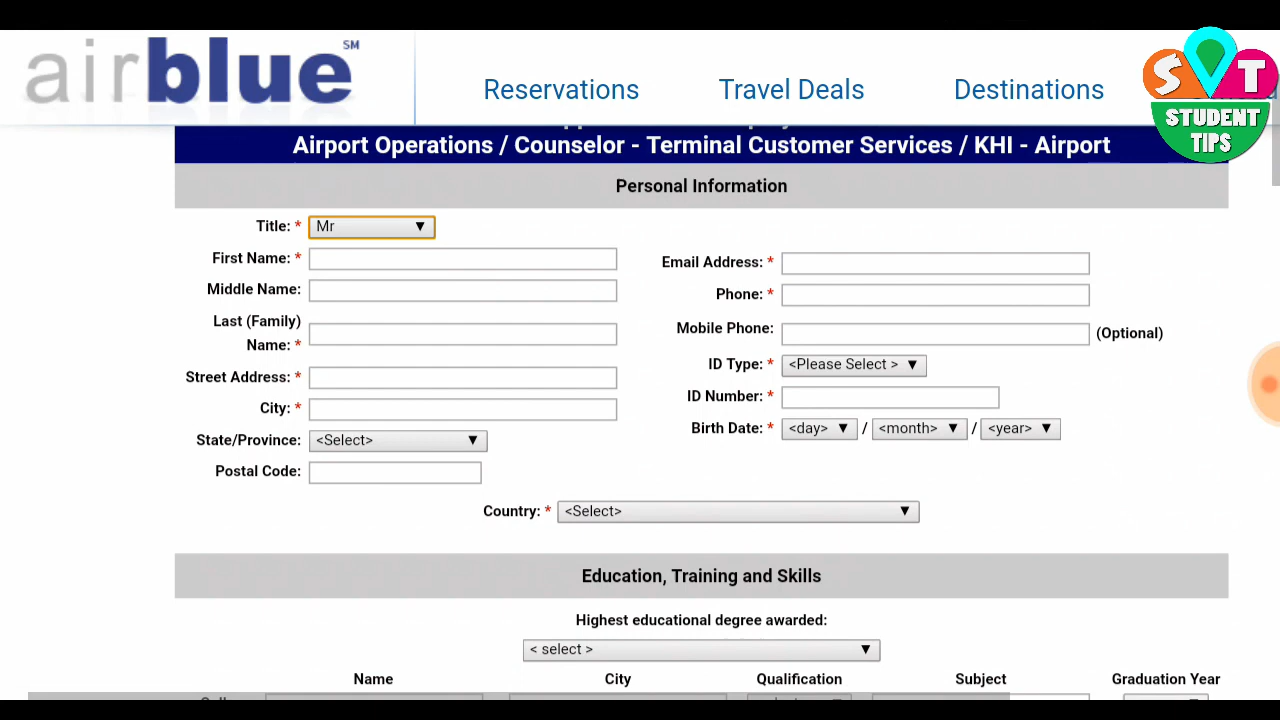 airblue SM
Reservations
Travel Deals
Destinations
SVT
STUDENT
TIPS
Airport Operations / Counselor - Terminal Customer Services / KHI - Airport
Personal Information
Title: * Mr ▼
First Name: *
Middle Name:
Last (Family)
Name: *
Street Address: *
City: *
State/Province: <Select> ▼
Postal Code:
Email Address: *
Phone: *
Mobile Phone: (Optional)
ID Type: * <Please Select > ▼
ID Number: *
Birth Date: * <day> ▼ / <month> ▼ / <year> ▼
Country: * <Select> ▼
Education, Training and Skills
Highest educational degree awarded:
< select > ▼
Name City Qualification Subject Graduation Year